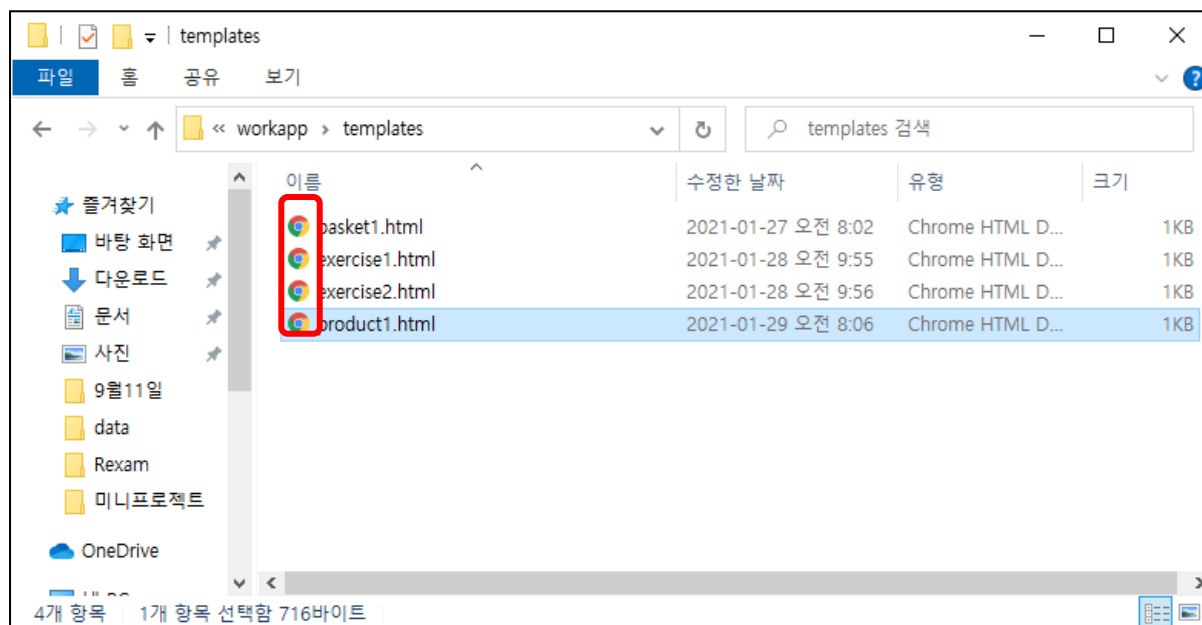 templates
파일 홈 공유 보기
« workapp › templates
templates 검색
이름 수정한 날짜 유형 크기
즐겨찾기
바탕 화면
다운로드
문서
사진
9월11일
data
Rexam
미니프로젝트
OneDrive
basket1.html 2021-01-27 오전 8:02 Chrome HTML D... 1KB
exercise1.html 2021-01-28 오전 9:55 Chrome HTML D... 1KB
exercise2.html 2021-01-28 오전 9:56 Chrome HTML D... 1KB
product1.html 2021-01-29 오전 8:06 Chrome HTML D... 1KB
4개 항목 1개 항목 선택함 716바이트